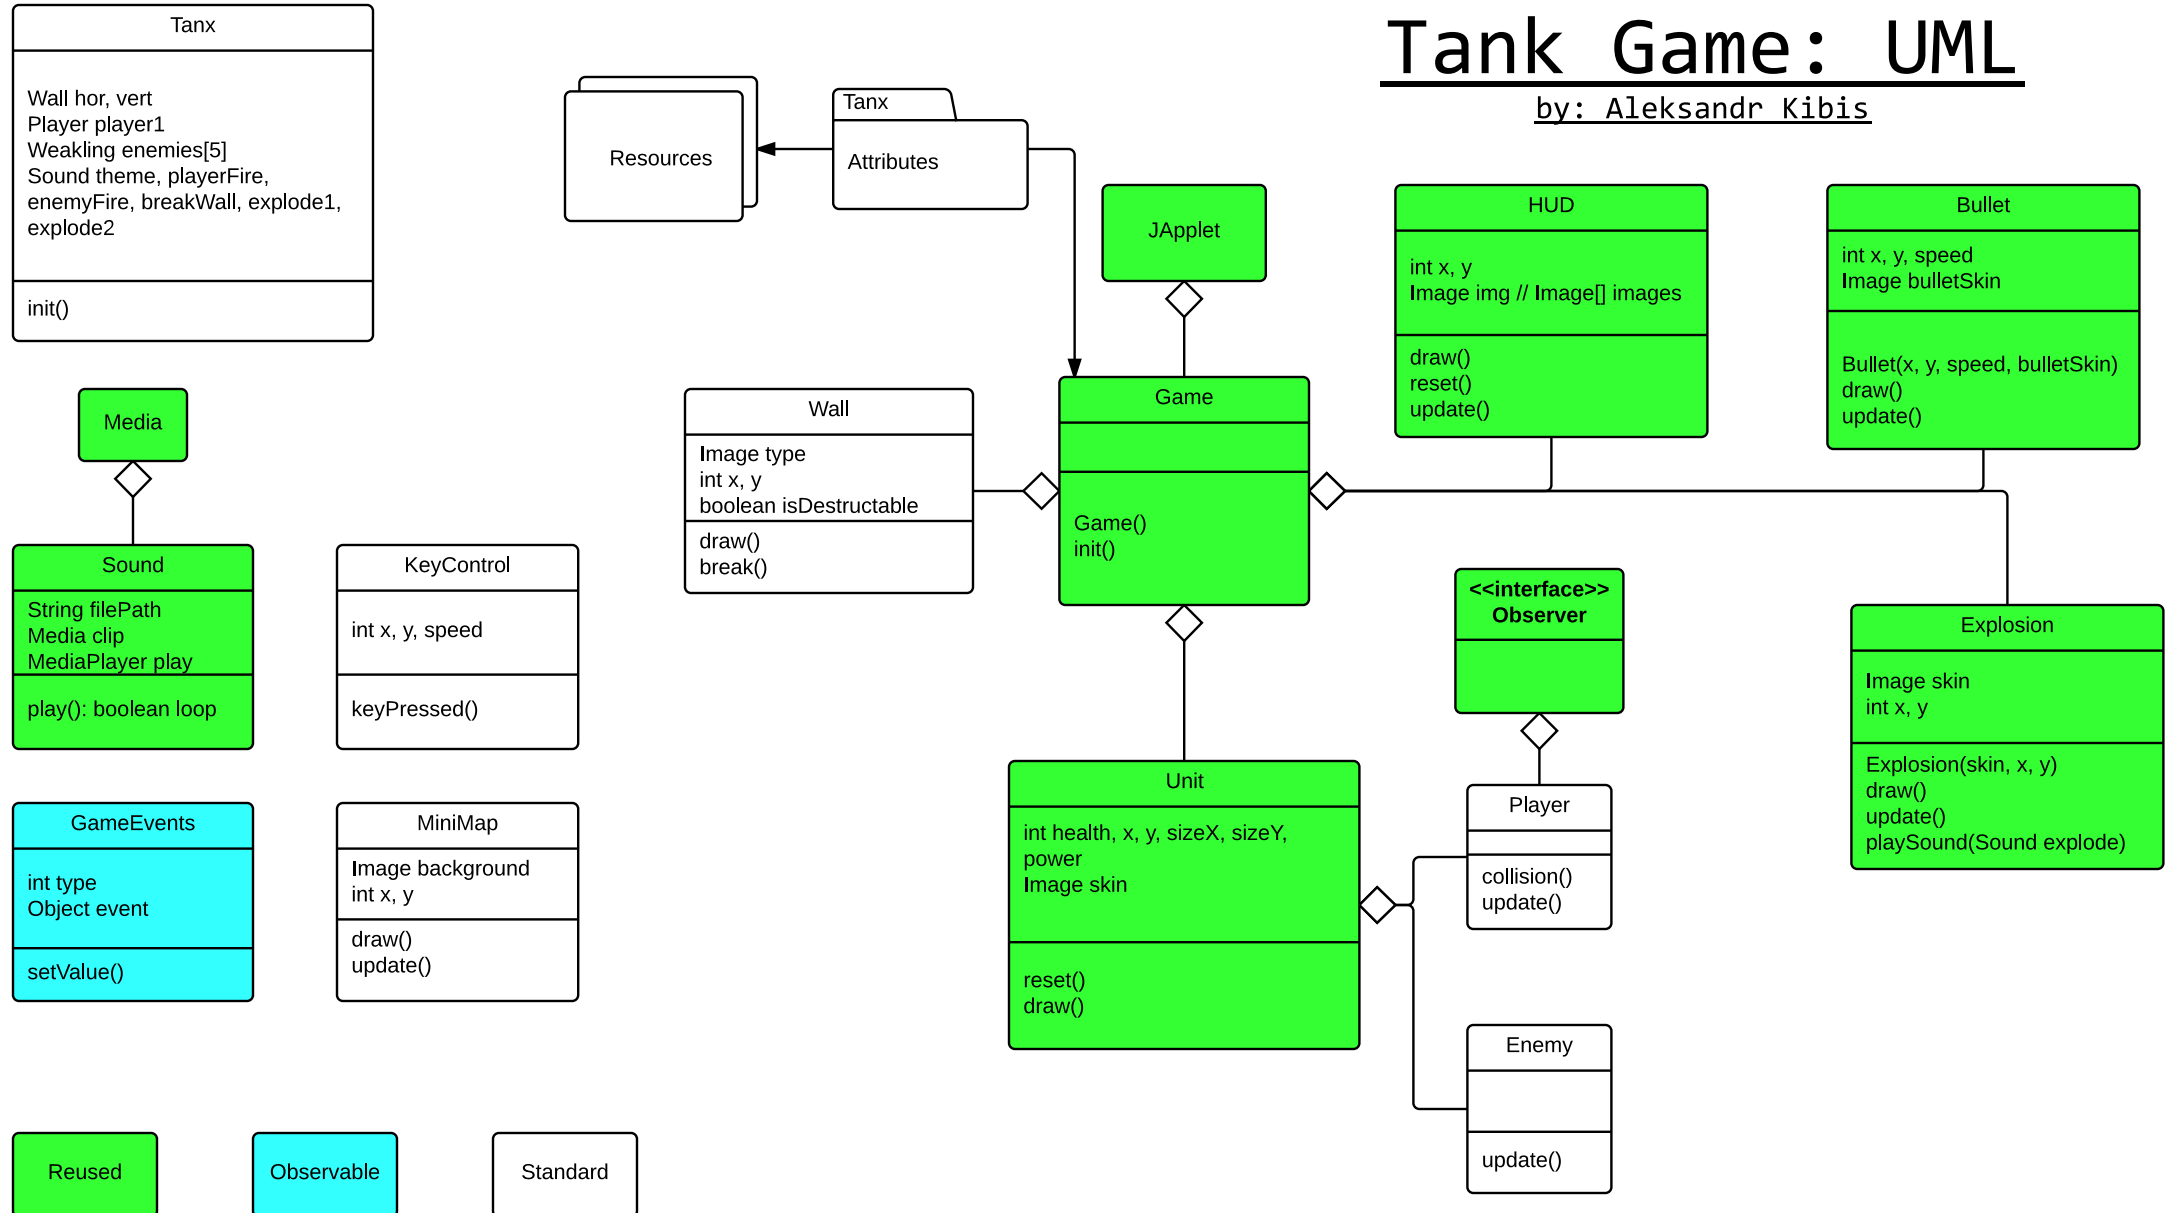 Tank Game: UML
by: Aleksandr Kibis
Tanx
Wall hor, vert
Player player1
Weakling enemies[5]
Sound theme, playerFire,
enemyFire, breakWall, explode1,
explode2
init()
Resources
Tanx
Attributes
JApplet
HUD
int x, y
Image img // Image[] images
draw()
reset()
update()
Bullet
int x, y, speed
Image bulletSkin
Bullet(x, y, speed, bulletSkin)
draw()
update()
Media
Wall
Image type
int x, y
boolean isDestructable
draw()
break()
Game
Game()
init()
Sound
String filePath
Media clip
MediaPlayer play
play(): boolean loop
KeyControl
int x, y, speed
keyPressed()
<<interface>>
Observer
Explosion
Image skin
int x, y
Explosion(skin, x, y)
draw()
update()
playSound(Sound explode)
GameEvents
int type
Object event
setValue()
MiniMap
Image background
int x, y
draw()
update()
Unit
int health, x, y, sizeX, sizeY,
power
Image skin
reset()
draw()
Player
collision()
update()
Enemy
update()
Reused
Observable
Standard